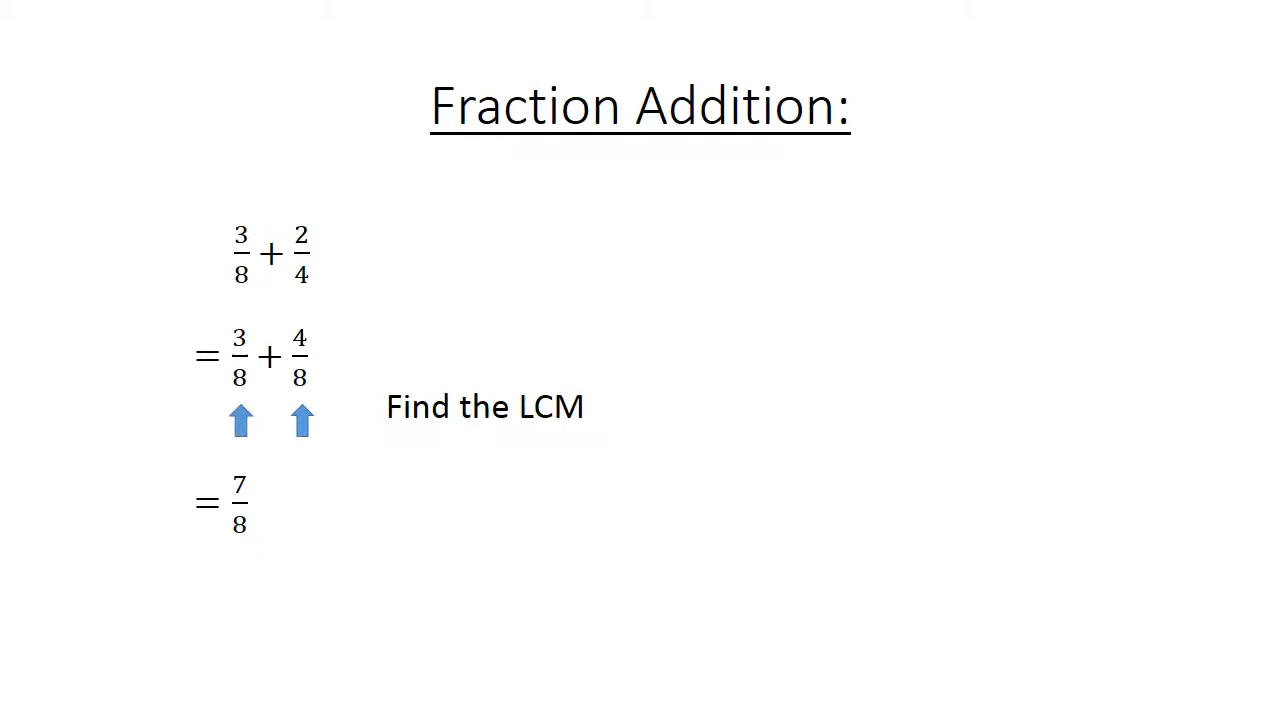 Fraction Addition:
3/8 + 2/4
= 3/8 + 4/8
Find the LCM
= 7/8